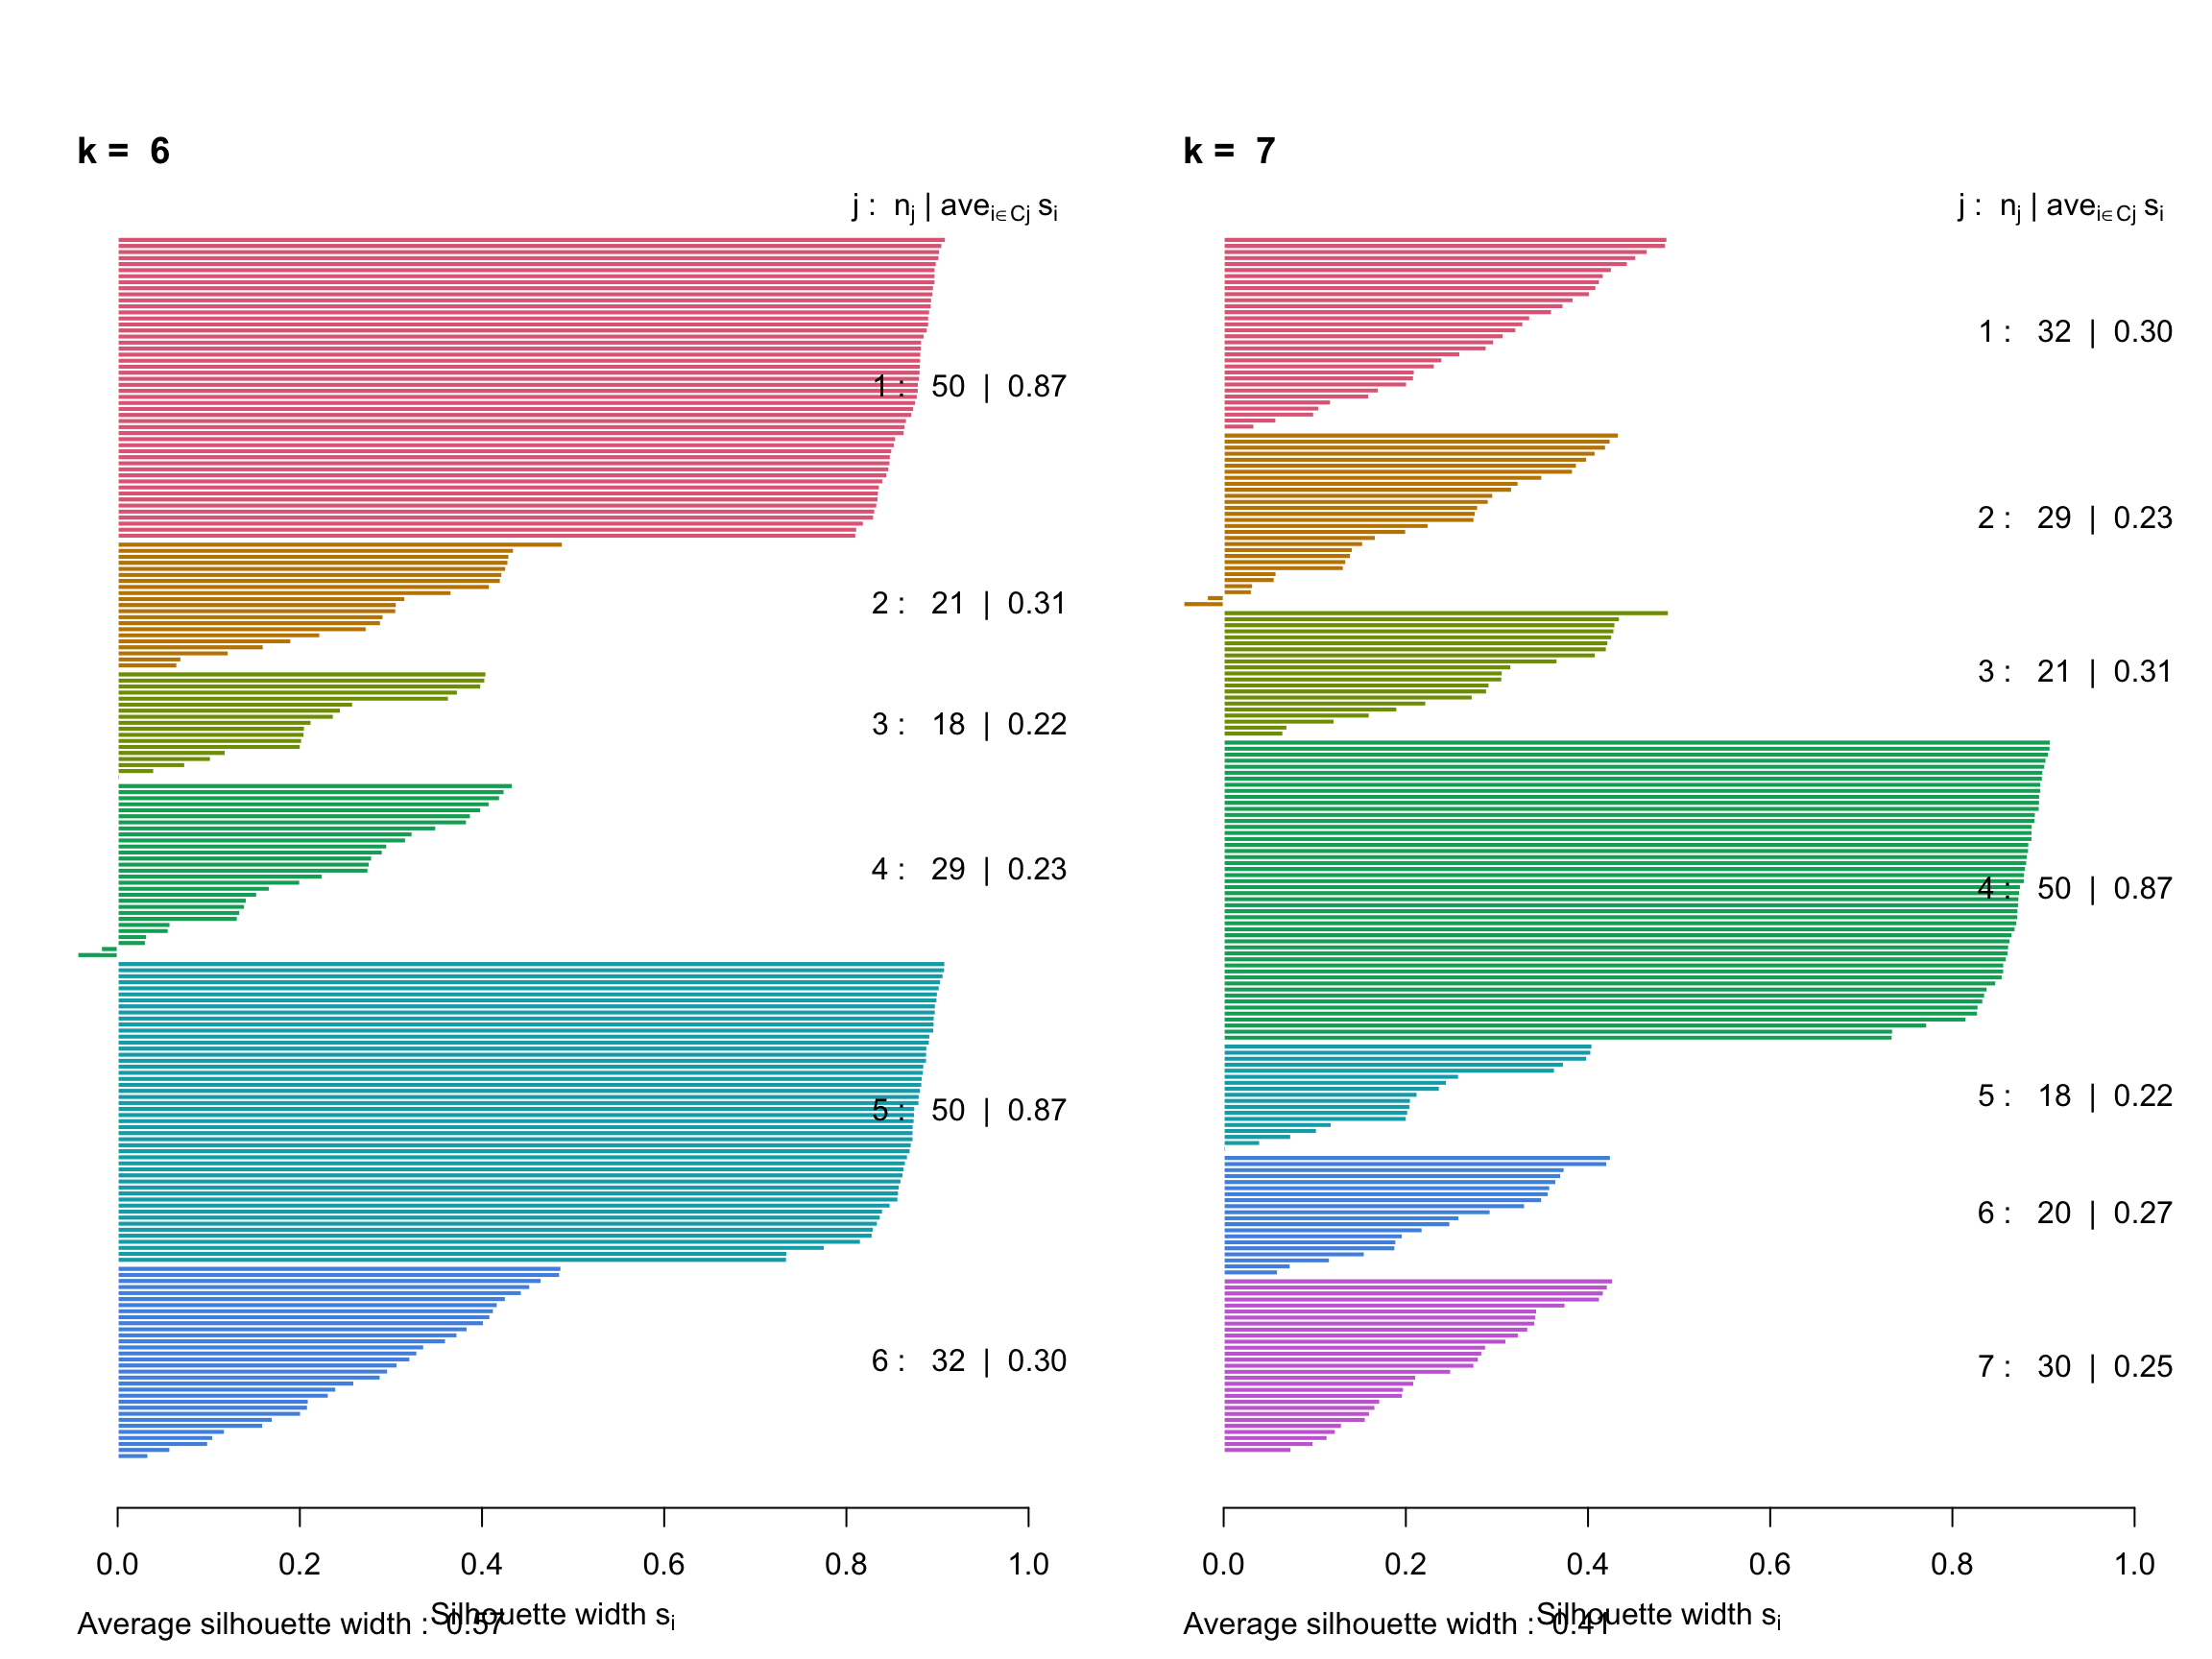 k = 6
j : nj | avei∈Cj si
1 : 50 | 0.87
2 : 21 | 0.31
3 : 18 | 0.22
4 : 29 | 0.23
5 : 50 | 0.87
6 : 32 | 0.30
0.0 0.2 0.4 0.6 0.8 1.0
Silhouette width si
Average silhouette width : 0.57
k = 7
j : nj | avei∈Cj si
1 : 32 | 0.30
2 : 29 | 0.23
3 : 21 | 0.31
4 : 50 | 0.87
5 : 18 | 0.22
6 : 20 | 0.27
7 : 30 | 0.25
0.0 0.2 0.4 0.6 0.8 1.0
Silhouette width si
Average silhouette width : 0.41